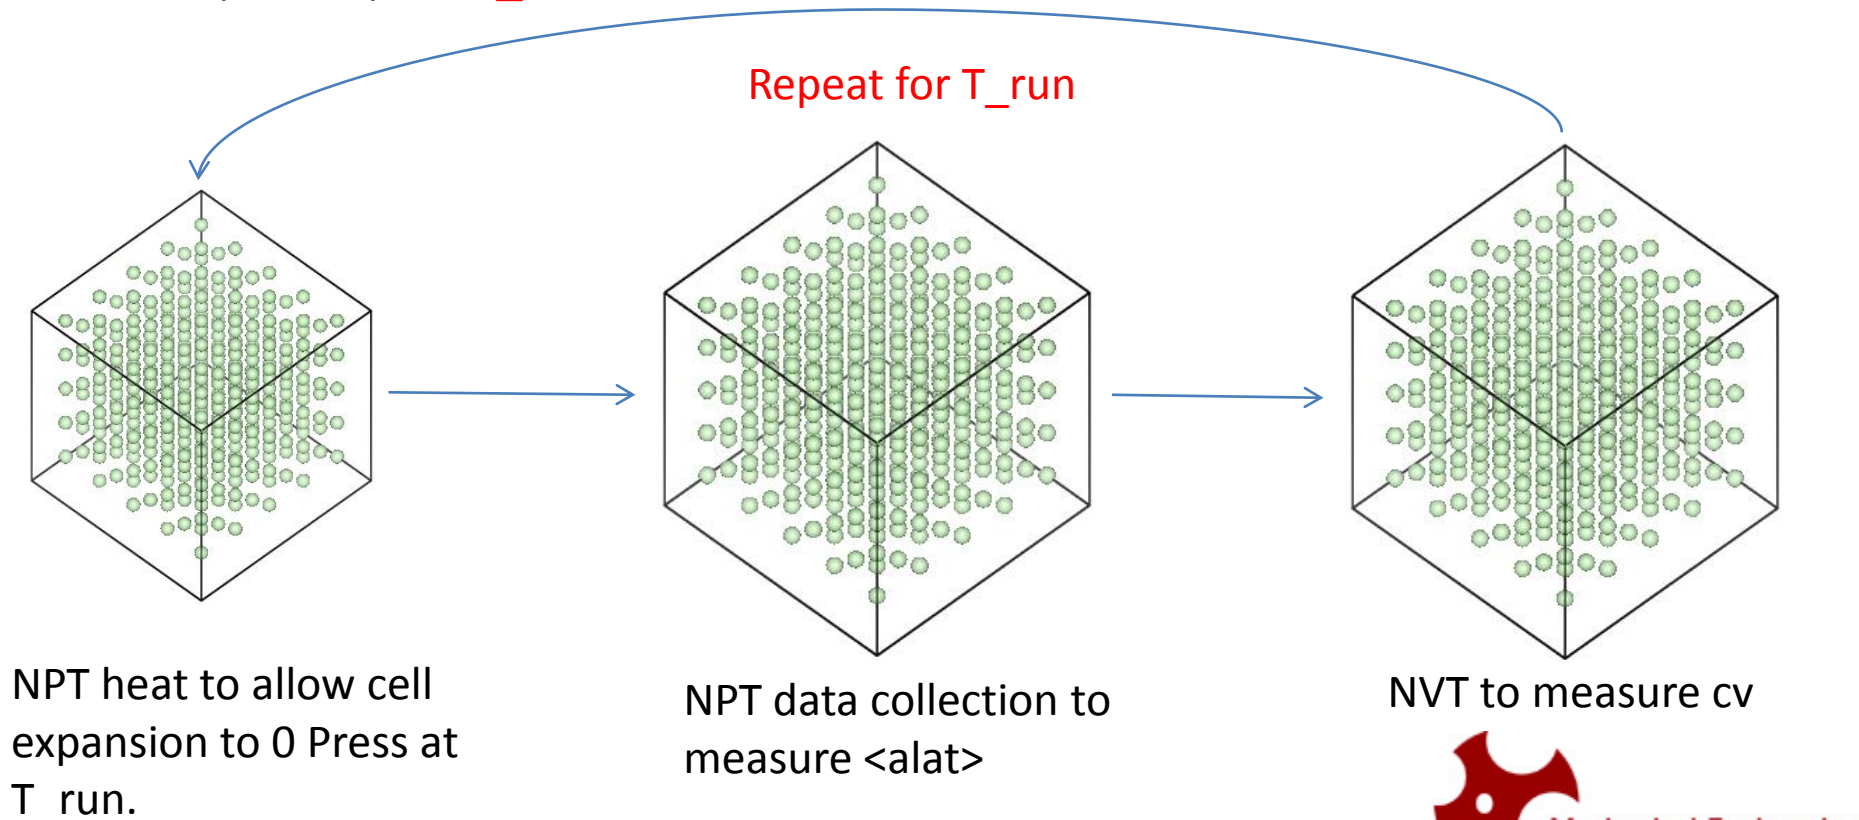 Repeat for T_run
NPT heat to allow cell
expansion to 0 Press at
T_run.
NPT data collection to
measure <alat>
NVT to measure cv